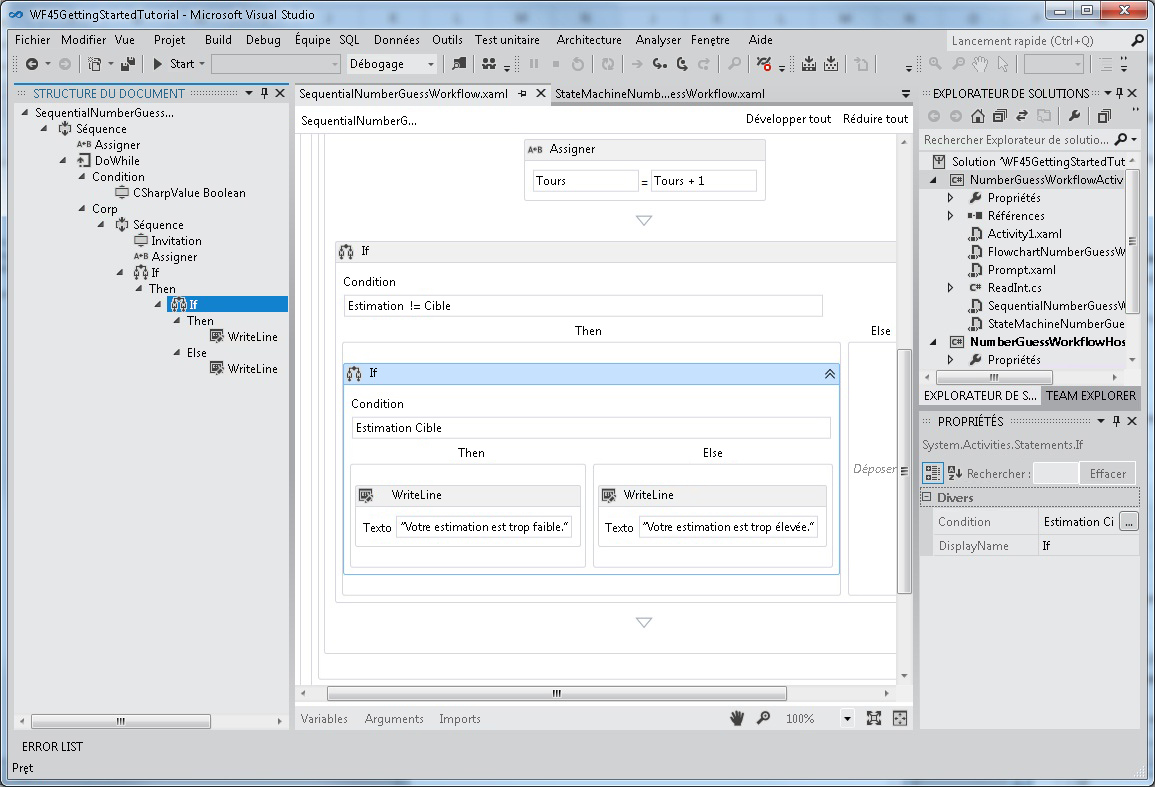 WF45GettingStartedTutorial - Microsoft Visual Studio
Fichier Modifier Vue Projet Build Debug Équipe SQL Données Outils Test unitaire Architecture Analyser Fenętre Aide
Lancement rapide (Ctrl+Q)
Start
Débogage
STRUCTURE DU DOCUMENT
SequentialNumberGuess...
Séquence
A+B Assigner
DoWhile
Condition
CSharpValue Boolean
Corp
Séquence
Invitation
A+B Assigner
If
Then
If
Then
WriteLine
Else
WriteLine
SequentialNumberGuessWorkflow.xaml
StateMachineNumb...essWorkflow.xaml
SequentialNumberG...
Développer tout Réduire tout
A+B Assigner
Tours = Tours + 1
If
Condition
Estimation != Cible
Then
Else
If
Condition
Estimation Cible
Then
Else
WriteLine
Texto "Votre estimation est trop faible."
WriteLine
Texto "Votre estimation est trop élevée."
Déposer
Variables Arguments Imports
100%
EXPLORATEUR DE SOLUTIONS
Rechercher Explorateur de solutio...
Solution 'WF45GettingStartedTut
C# NumberGuessWorkflowActiv
Propriétés
Références
Activity1.xaml
FlowchartNumberGuessW
Prompt.xaml
C# ReadInt.cs
SequentialNumberGuessW
StateMachineNumberGue
C# NumberGuessWorkflowHos
Propriétés
EXPLORATEUR DE S... TEAM EXPLORER
PROPRIÉTÉS
System.Activities.Statements.If
Rechercher : Effacer
Divers
Condition Estimation Ci ...
DisplayName If
ERROR LIST
Pręt